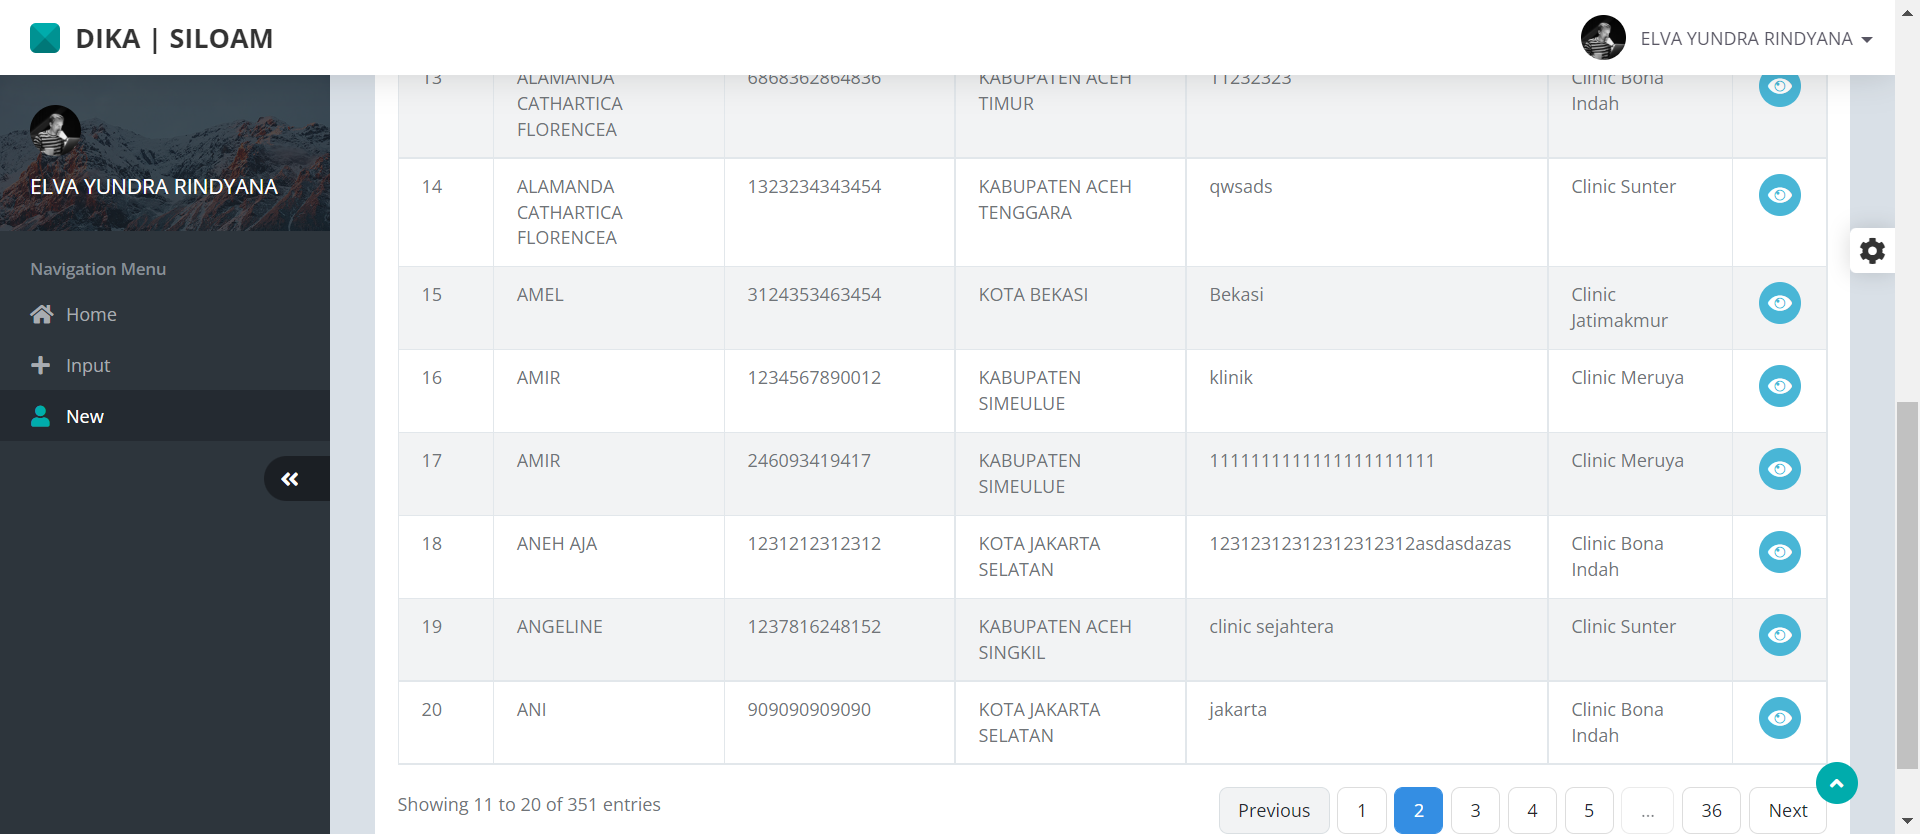 DIKA | SILOAM
ELVA YUNDRA RINDYANA
ELVA YUNDRA RINDYANA
Navigation Menu
Home
Input
New
13 ALAMANDA 6868362864836 KABUPATEN ACEH 11232323 Clinic Bona
CATHARTICA TIMUR Indah
FLORENCEA
14 ALAMANDA 1323234343454 KABUPATEN ACEH qwsads Clinic Sunter
CATHARTICA TENGGARA
FLORENCEA
15 AMEL 3124353463454 KOTA BEKASI Bekasi Clinic
Jatimakmur
16 AMIR 1234567890012 KABUPATEN klinik Clinic Meruya
SIMEULUE
17 AMIR 246093419417 KABUPATEN 1111111111111111111111 Clinic Meruya
SIMEULUE
18 ANEH AJA 1231212312312 KOTA JAKARTA 12312312312312312312asdasdazas Clinic Bona
SELATAN Indah
19 ANGELINE 1237816248152 KABUPATEN ACEH clinic sejahtera Clinic Sunter
SINGKIL
20 ANI 909090909090 KOTA JAKARTA jakarta Clinic Bona
SELATAN Indah
Showing 11 to 20 of 351 entries
Previous 1 2 3 4 5 ... 36 Next